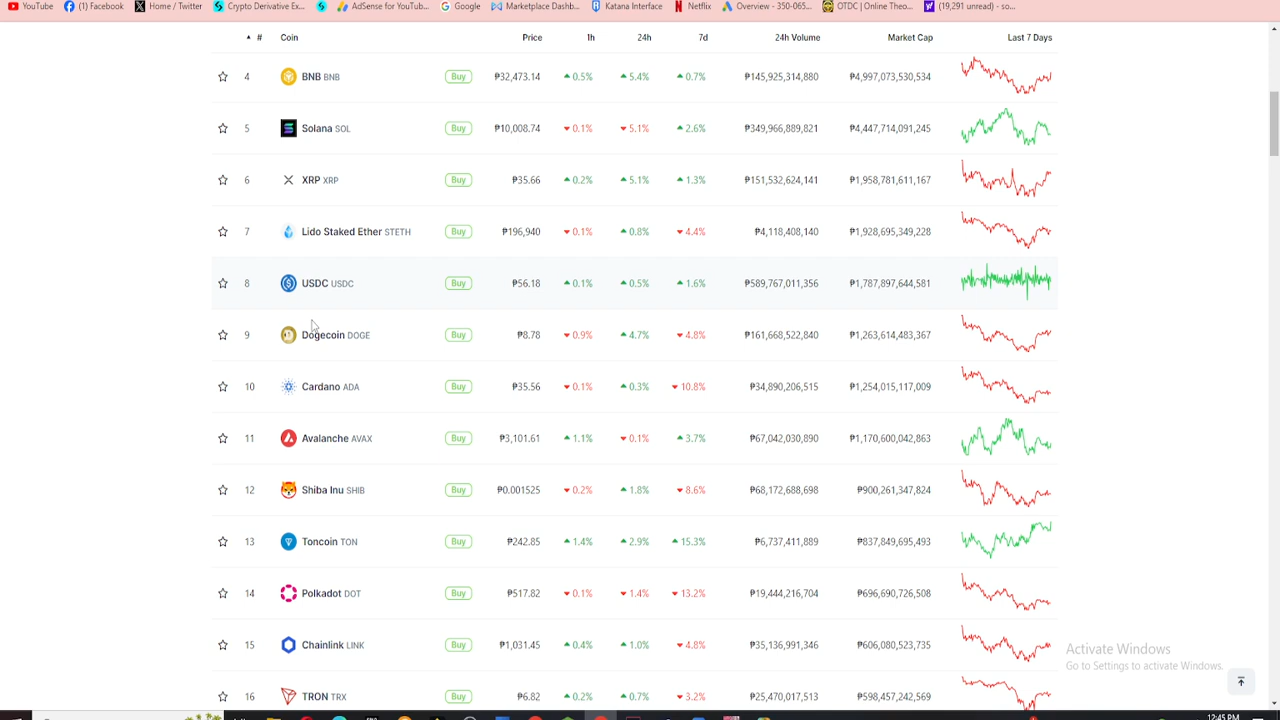 YouTube (1) Facebook Home / Twitter Crypto Derivative Ex... AdSense for YouTub... Google Marketplace Dashb... Katana Interface Netflix Overview - 350-065... OTDC | Online Theo... (19,291 unread) - so...
# Coin Price 1h 24h 7d 24h Volume Market Cap Last 7 Days
4 BNB BNB Buy ₱32,473.14 0.5% 5.4% 0.7% ₱145,925,314,880 ₱4,997,073,530,534
5 Solana SOL Buy ₱10,008.74 0.1% 5.1% 2.6% ₱349,966,889,821 ₱4,447,714,091,245
6 XRP XRP Buy ₱35.66 0.2% 5.1% 1.3% ₱151,532,624,141 ₱1,958,781,611,167
7 Lido Staked Ether STETH Buy ₱196,940 0.1% 0.8% 4.4% ₱4,118,408,140 ₱1,928,695,349,228
8 USDC USDC Buy ₱56.18 0.1% 0.5% 1.6% ₱589,767,011,356 ₱1,787,897,644,581
9 Dogecoin DOGE Buy ₱8.78 0.9% 4.7% 4.8% ₱161,668,522,840 ₱1,263,614,483,367
10 Cardano ADA Buy ₱35.56 0.1% 0.3% 10.8% ₱34,890,206,515 ₱1,254,015,117,009
11 Avalanche AVAX Buy ₱3,101.61 1.1% 0.1% 3.7% ₱67,042,030,890 ₱1,170,600,042,863
12 Shiba Inu SHIB Buy ₱0.001525 0.2% 1.8% 8.6% ₱68,172,688,698 ₱900,261,347,824
13 Toncoin TON Buy ₱242.85 1.4% 2.9% 15.3% ₱6,737,411,889 ₱837,849,695,493
14 Polkadot DOT Buy ₱517.82 0.1% 1.4% 13.2% ₱19,444,216,704 ₱696,690,726,508
15 Chainlink LINK Buy ₱1,031.45 0.4% 1.0% 4.8% ₱35,136,991,346 ₱606,080,523,735
16 TRON TRX Buy ₱6.82 0.2% 0.7% 3.2% ₱25,470,017,513 ₱598,457,242,569
Activate Windows
Go to Settings to activate Windows.
12:45 PM